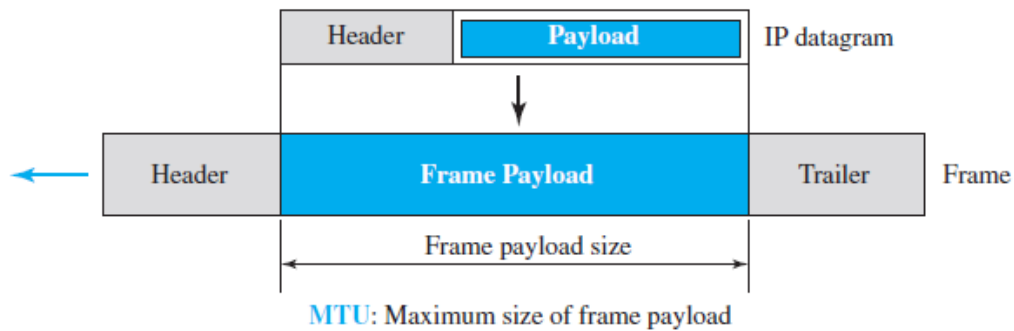 Header Payload IP datagram
Header Frame Payload Trailer Frame
Frame payload size
MTU: Maximum size of frame payload